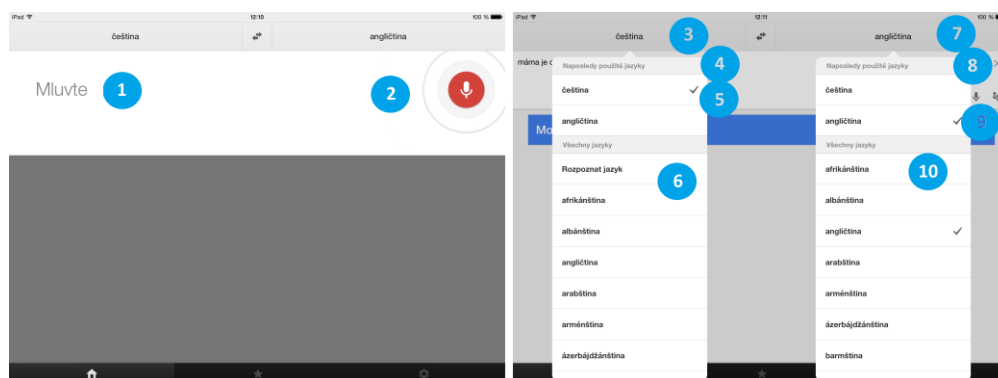 iPad 12:10 100 %
čeština angličtina
Mluvte 1 2
iPad 12:11 100 %
čeština 3 angličtina 7
máma je
Naposledy použité jazyky 4
čeština 5
angličtina
Mo
Všechny jazyky
Rozpoznat jazyk 6
afrikánština
albánština
angličtina
arabština
arménština
ázerbájdžánština
Naposledy použité jazyky 8
čeština
angličtina 9
Všechny jazyky
afrikánština 10
albánština
angličtina
arabština
arménština
ázerbájdžánština
barmština